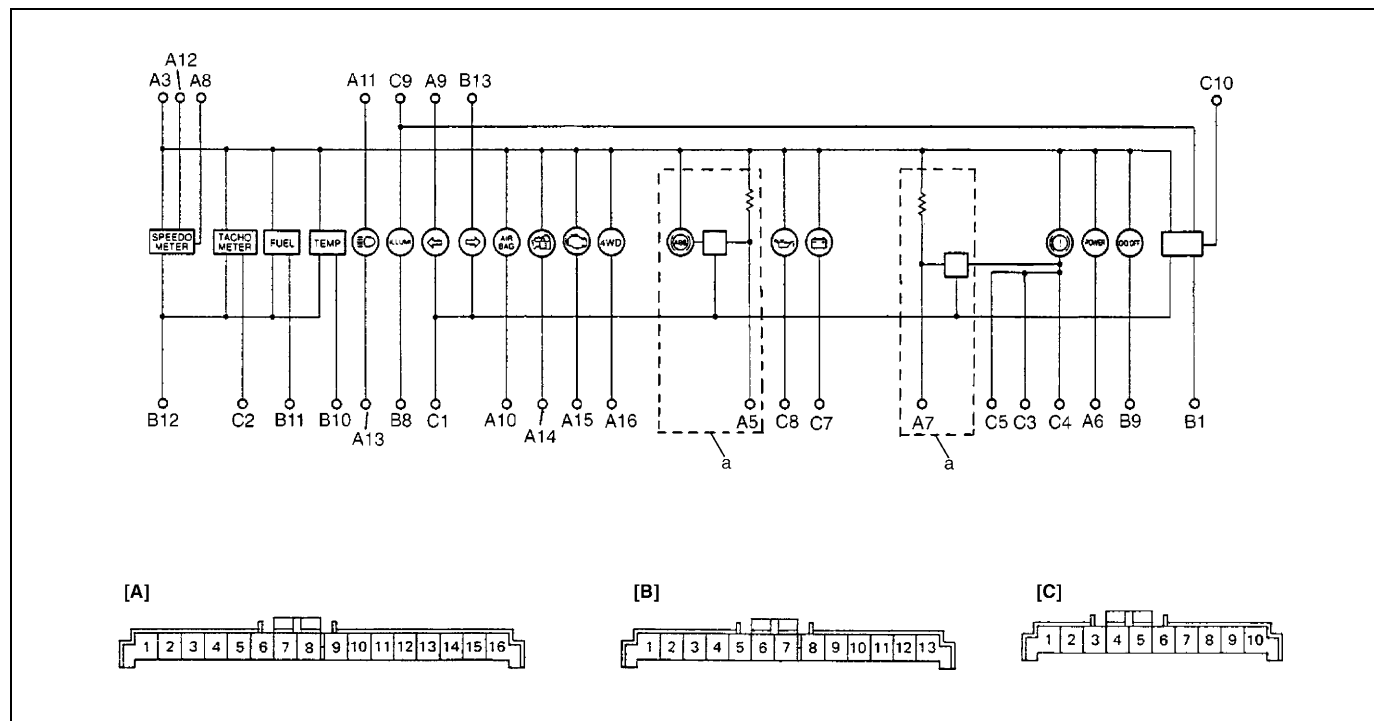 A12
A3 A8 A11 C9 A9 B13 C10
SPEEDO METER
TACHO METER
FUEL
TEMP
ILLUMI
AIR BAG
4WD
ABS
POWER
O/D OFF
B12 C2 B11 B10 B8 C1 A10 A15 A16 A5 C8 C7 A7 C5 C3 C4 A6 B9 B1
A13 A14
a a
[A] [B] [C]
1 2 3 4 5 6 7 8 9 10 11 12 13 14 15 16
1 2 3 4 5 6 7 8 9 10 11 12 13
1 2 3 4 5 6 7 8 9 10